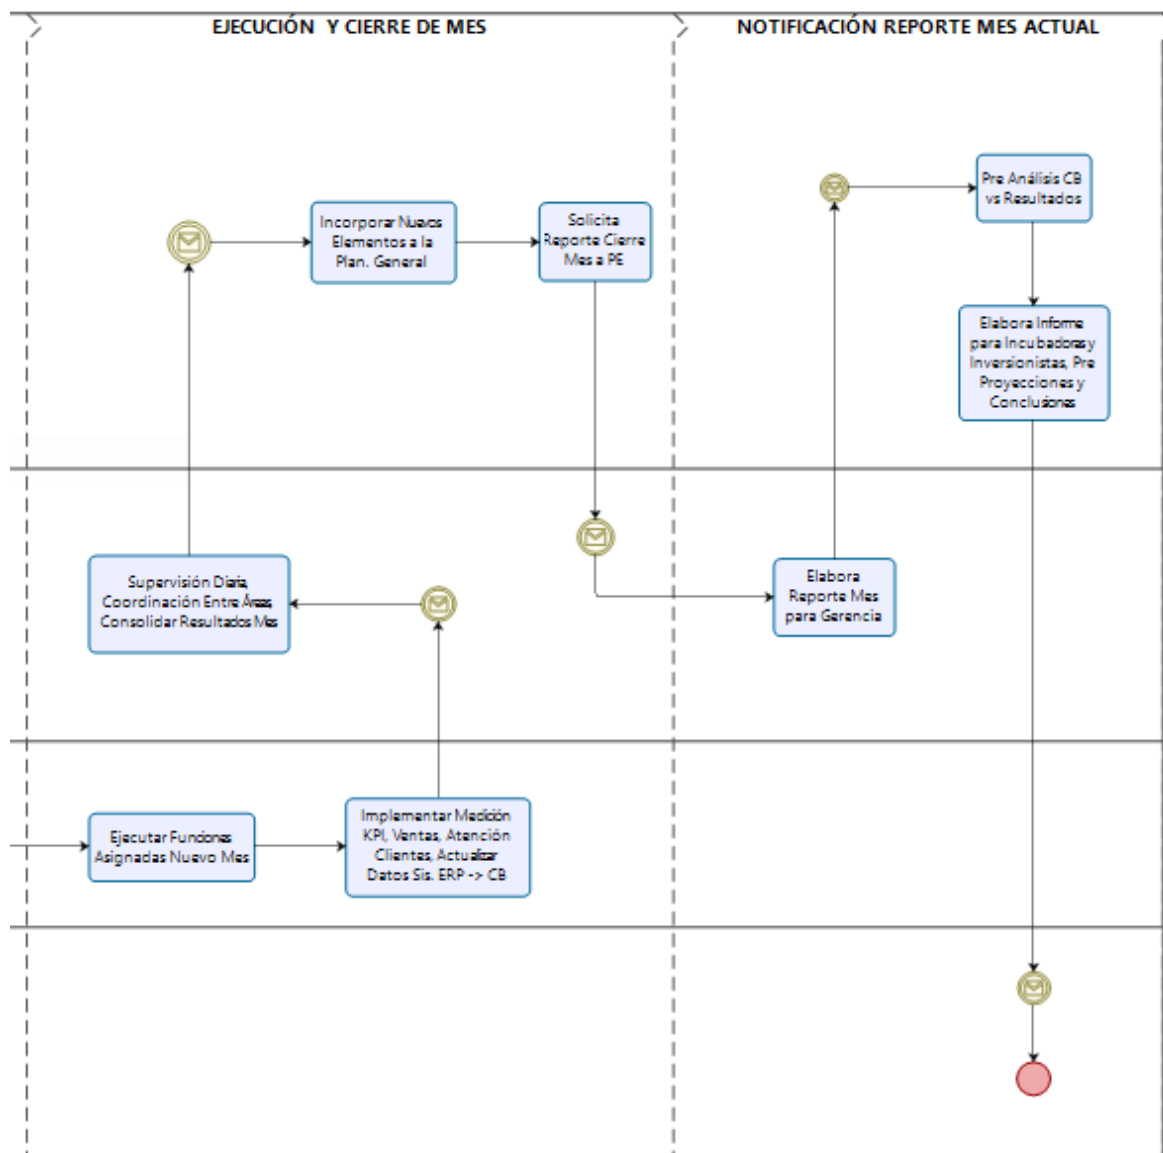 EJECUCIÓN Y CIERRE DE MES
NOTIFICACIÓN REPORTE MES ACTUAL
Incorporar Nuevos
Elementos a la
Plan. General
Solicita
Reporte Cierre
Mes a PE
Pre Análisis CB
vs Resultados
Elabora Informe
para Incubadoras y
Inversionistas, Pre
Proyecciones y
Conclusiones
Supervisión Diaria,
Coordinación Entre Áreas,
Consolidar Resultados Mes
Elabora
Reporte Mes
para Gerencia
Ejecutar Funciones
Asignadas Nuevo Mes
Implementar Medición
KPI, Ventas, Atención
Clientes, Actualizar
Datos Sis. ERP -> CB